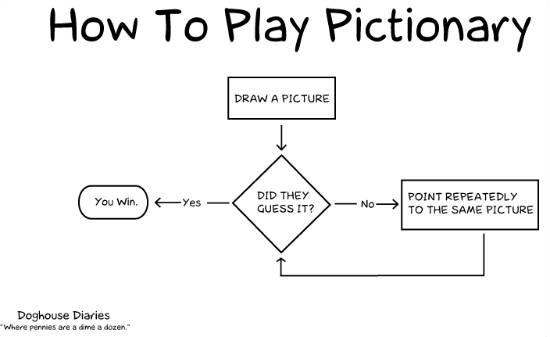 How To Play Pictionary
DRAW A PICTURE
DID THEY
GUESS IT?
Yes
You Win.
No
POINT REPEATEDLY
TO THE SAME PICTURE
Doghouse Diaries
"Where pennies are a dime a dozen."